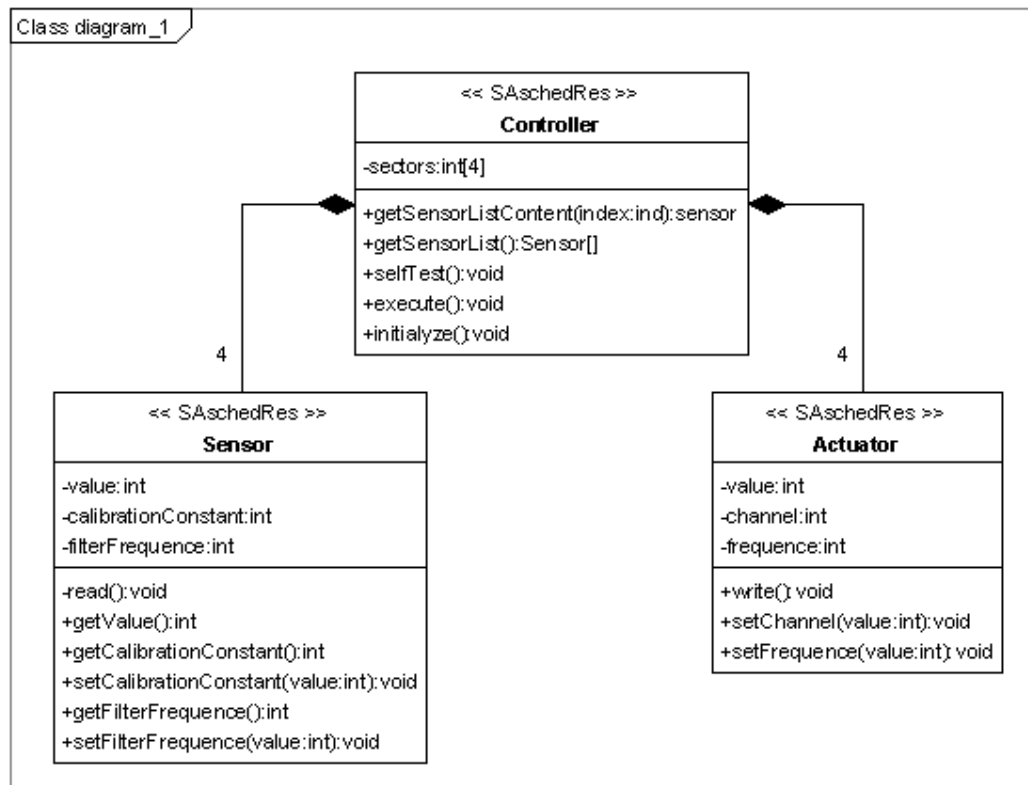 Class diagram_1
<< SAschedRes >>
Controller
-sectors:int[4]
+getSensorListContent(index:ind):sensor
+getSensorList():Sensor[]
+selfTest():void
+execute():void
+initialyze():void
4
4
<< SAschedRes >>
Sensor
-value:int
-calibrationConstant:int
-filterFrequence:int
-read():void
+getValue():int
+getCalibrationConstant():int
+setCalibrationConstant(value:int):void
+getFilterFrequence():int
+setFilterFrequence(value:int):void
<< SAschedRes >>
Actuator
-value:int
-channel:int
-frequence:int
+write():void
+setChannel(value:int):void
+setFrequence(value:int):void